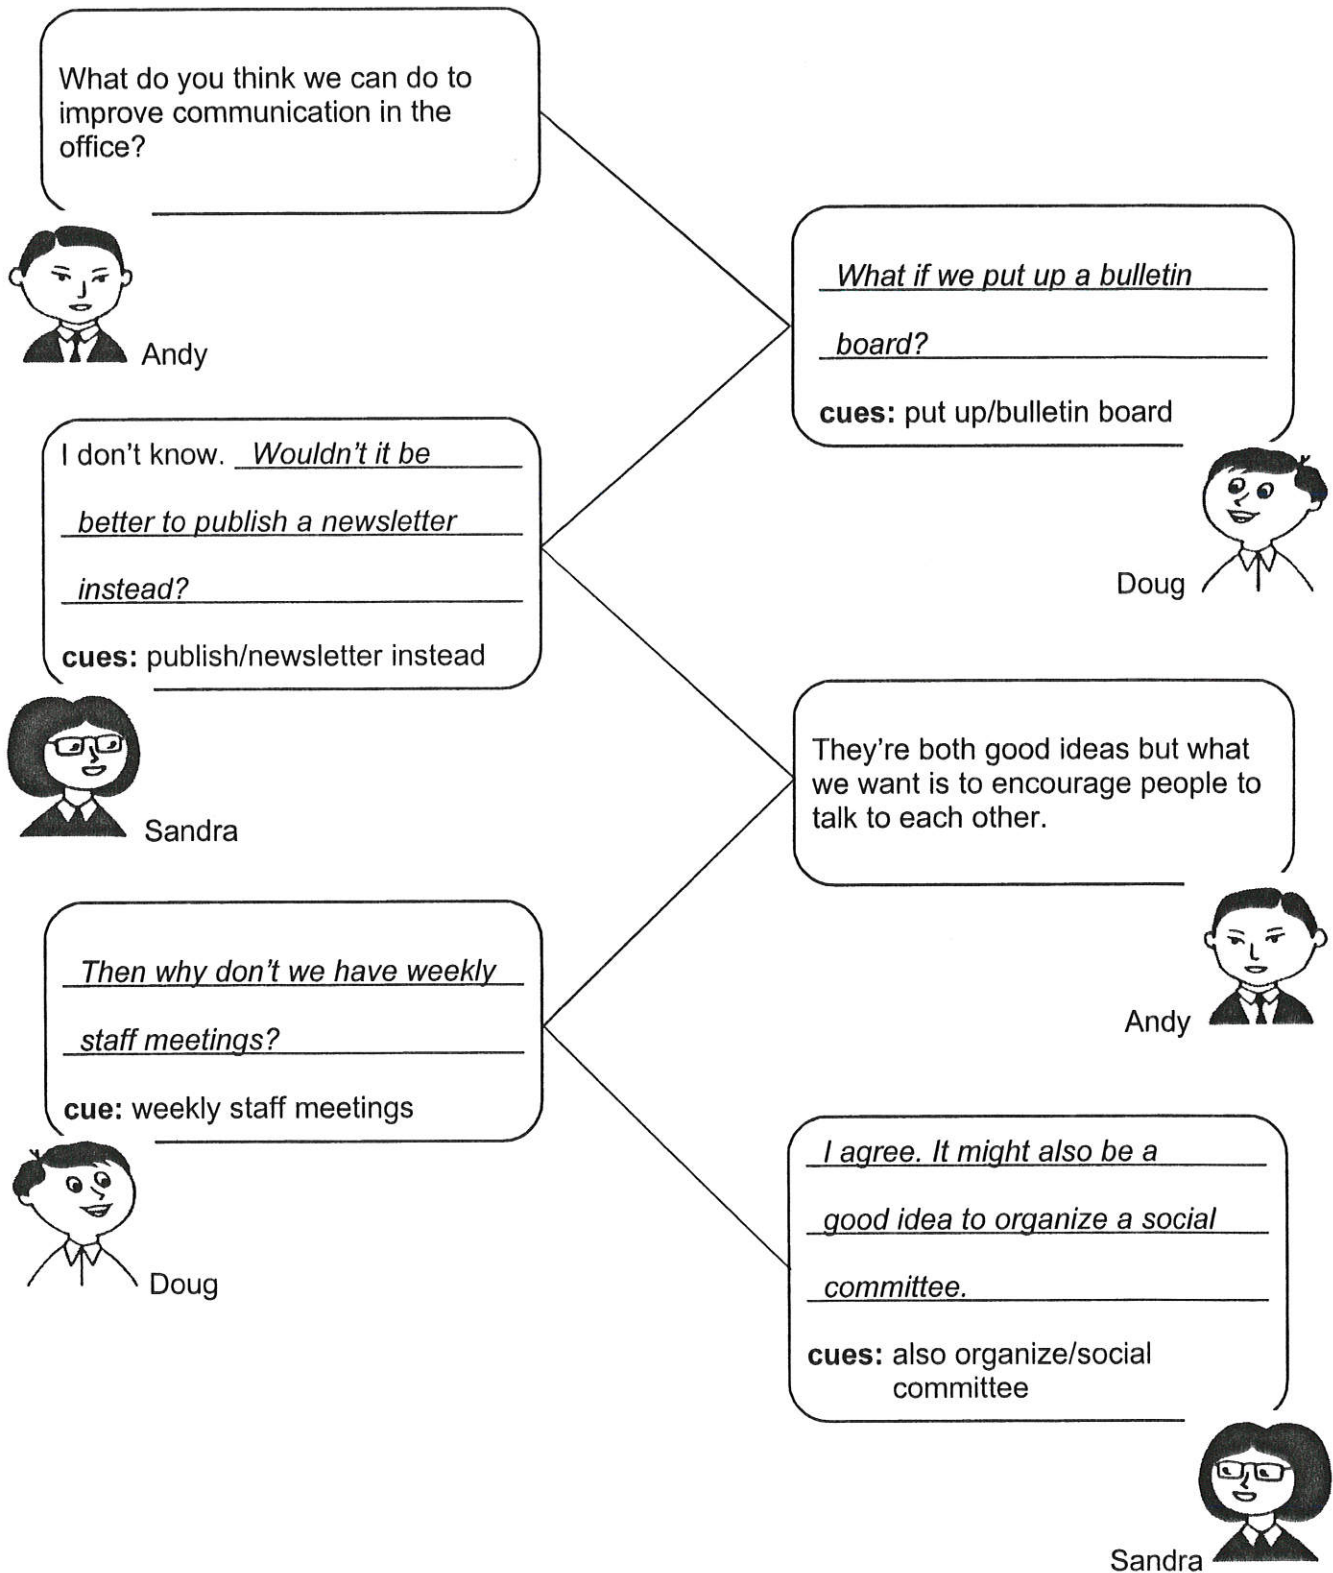 What do you think we can do to
improve communication in the
office?
Andy
What if we put up a bulletin
board?
cues: put up/bulletin board
Doug
I don't know. Wouldn't it be
better to publish a newsletter
instead?
cues: publish/newsletter instead
Sandra
They're both good ideas but what
we want is to encourage people to
talk to each other.
Andy
Then why don't we have weekly
staff meetings?
cue: weekly staff meetings
Doug
I agree. It might also be a
good idea to organize a social
committee.
cues: also organize/social
committee
Sandra